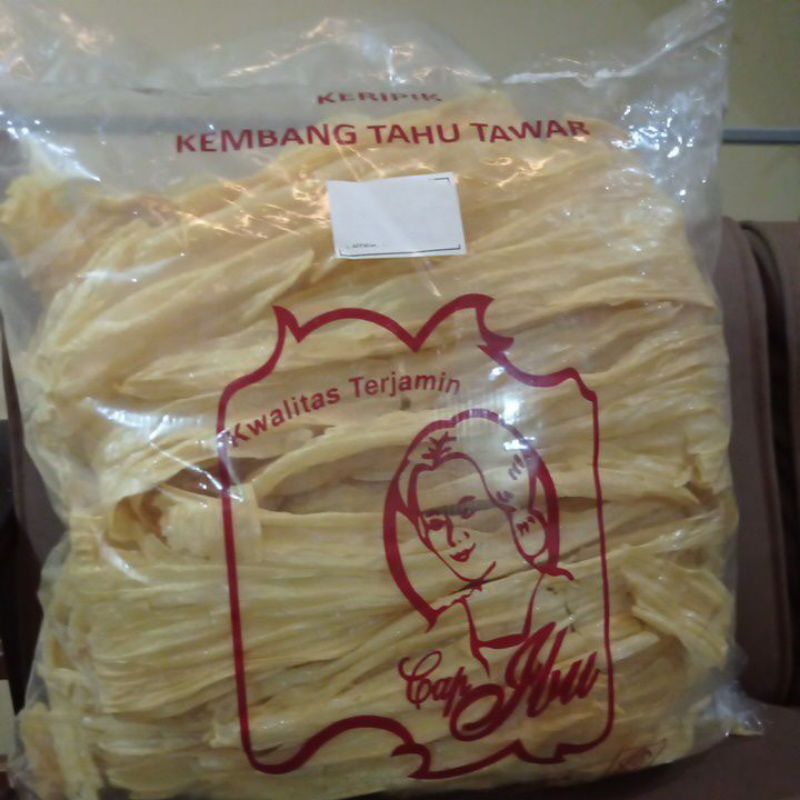 KERIPIK
KEMBANG TAHU TAWAR
Kwalitas Terjamin
Cap Ibu